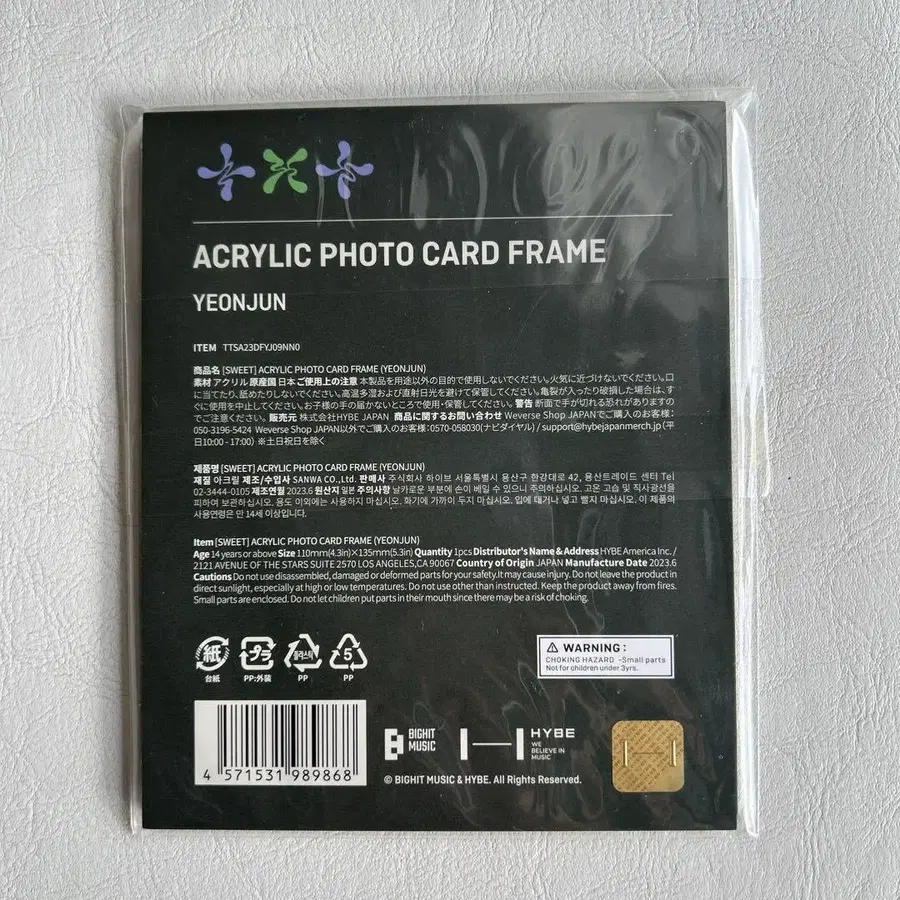 ACRYLIC PHOTO CARD FRAME
YEONJUN
ITEM TTSA23DFYJ09NN0
商品名 [SWEET] ACRYLIC PHOTO CARD FRAME (YEONJUN)
素材 アクリル 原産国 日本 ご使用上の注意 本製品を用途以外の目的で使用しないでください。火気に近づけないでください。口
に当てたり、舐めたりしないでください。高温多湿および直射日光を避けて保管してください。亀裂が入ったり破損した場合は、す
ぐに使用を中止してください。お子様の手の届かないところで使用・保管してください。警告 断面で手が切れる恐れがありますの
でご注意ください。販売元 株式会社HYBE JAPAN 商品に関するお問い合わせ Weverse Shop JAPANでご購入のお客様:
050-3196-5424 Weverse Shop JAPAN以外でご購入のお客様:0570-058030(ナビダイヤル) / support@hybejapanmerch.jp (平
日10:00 - 17:00) ※土日祝日を除く
제품명 [SWEET] ACRYLIC PHOTO CARD FRAME (YEONJUN)
재질 아크릴 제조/수입사 SANWA CO.,Ltd. 판매사 주식회사 하이브 서울특별시 용산구 한강대로 42, 용산트레이드 센터 Tel
02-3444-0105 제조연월 2023.6 원산지 일본 주의사항 날카로운 부분에 손이 베일 수 있으니 주의하십시오. 고온 고습 및 직사광선을
피하여 보관하십시오. 용도 이외에는 사용하지 마십시오. 화기에 가까이 두지 마십시오. 입에 대거나 넣고 빨지 마십시오. 이 제품의
사용연령은 만 14세 이상입니다.
Item [SWEET] ACRYLIC PHOTO CARD FRAME (YEONJUN)
Age 14 years or above Size 110mm(4.3in)×135mm(5.3in) Quantity 1pcs Distributor's Name & Address HYBE America Inc. /
2121 AVENUE OF THE STARS SUITE 2570 LOS ANGELES,CA 90067 Country of Origin JAPAN Manufacture Date 2023.6
Cautions Do not use disassembled, damaged or deformed parts for your safety. It may cause injury. Do not leave the product in
direct sunlight, especially at high or low temperatures. Do not use other than instructed. Keep the product away from fires.
Small parts are enclosed. Do not let children put parts in their mouth since there may be a risk of choking.
紙 プラ 플라스틱 5
台紙 PP:外装 PP PP
WARNING :
CHOKING HAZARD -Small parts
Not for children under 3yrs.
4 571531 989868
BIGHIT
MUSIC
HYBE
WE
BELIEVE IN
MUSIC
© BIGHIT MUSIC & HYBE. All Rights Reserved.